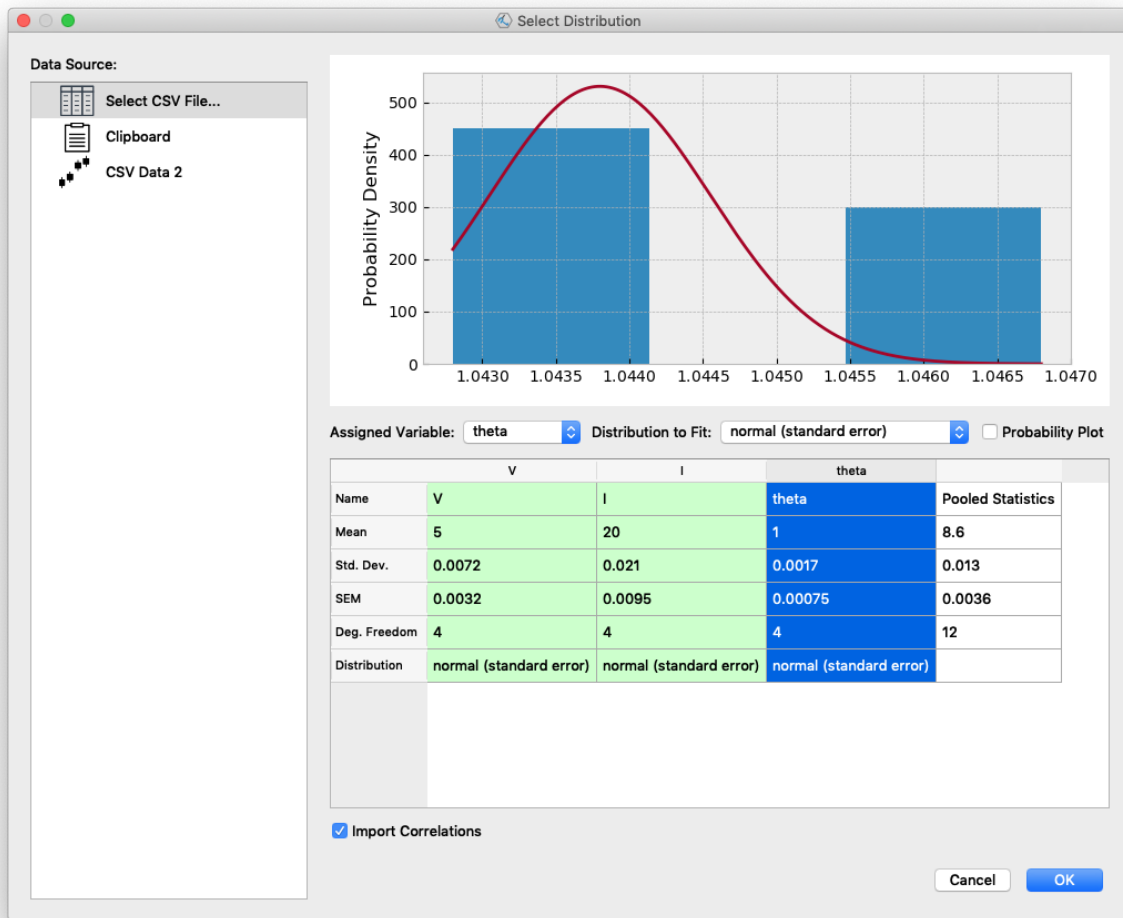 Select Distribution
Data Source:
Select CSV File...
Clipboard
CSV Data 2
Probability Density
500
400
300
200
100
0
1.0430 1.0435 1.0440 1.0445 1.0450 1.0455 1.0460 1.0465 1.0470
Assigned Variable: theta Distribution to Fit: normal (standard error) Probability Plot
V I theta
Name V I theta Pooled Statistics
Mean 5 20 1 8.6
Std. Dev. 0.0072 0.021 0.0017 0.013
SEM 0.0032 0.0095 0.00075 0.0036
Deg. Freedom 4 4 4 12
Distribution normal (standard error) normal (standard error) normal (standard error)
Import Correlations
Cancel OK